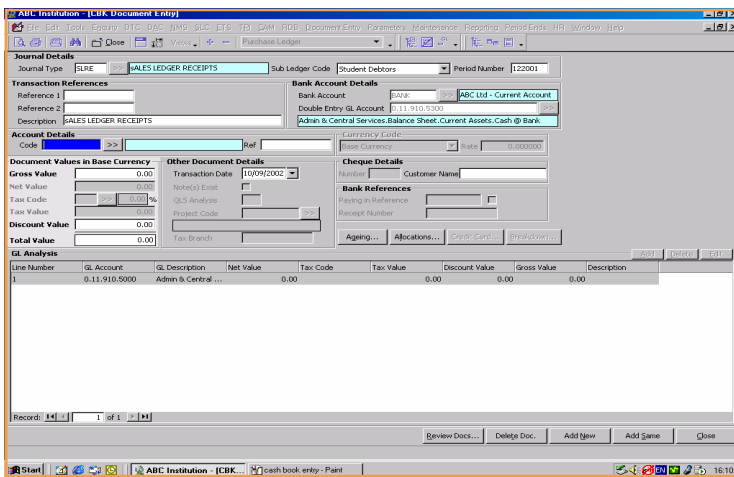 ABC Institution - [CBK Document Entry]
File Edit Tools Enquiry DTC DAC NMS QLC ETS TPI CAM RDB Document Entry Parameters Maintenance Reporting Period Ends HR Window Help
Close Views Purchase Ledger
Journal Details
Journal Type SLRE >> sALES LEDGER RECEIPTS Sub Ledger Code Student Debtors Period Number 122001
Transaction References Bank Account Details
Reference 1 Bank Account BANK >> ABC Ltd - Current Account
Reference 2 Double Entry GL Account 0.11.910.5300 >>
Description sALES LEDGER RECEIPTS Admin & Central Services.Balance Sheet.Current Assets.Cash @ Bank
Account Details Currency Code
Code >> Ref Base Currency Rate 0.000000
Document Values in Base Currency Other Document Details Cheque Details
Gross Value 0.00 Transaction Date 10/09/2002 Number Customer Name
Net Value 0.00 Note(s) Exist Bank References
Tax Code >> 0.00 % QLS Analysis Paying in Reference
Tax Value 0.00 Project Code >> Receipt Number
Discount Value 0.00
Total Value 0.00 Tax Branch Ageing... Allocations... Credit Card... Breakdown...
GL Analysis Add Delete Edit
Line Number GL Account GL Description Net Value Tax Code Tax Value Discount Value Gross Value Description
1 0.11.910.5000 Admin & Central ... 0.00 0.00 0.00 0.00
Record: 1 of 1
Review Docs... Delete Doc. Add New Add Same Close
Start ABC Institution - [CBK... cash book entry - Paint EN 16:10